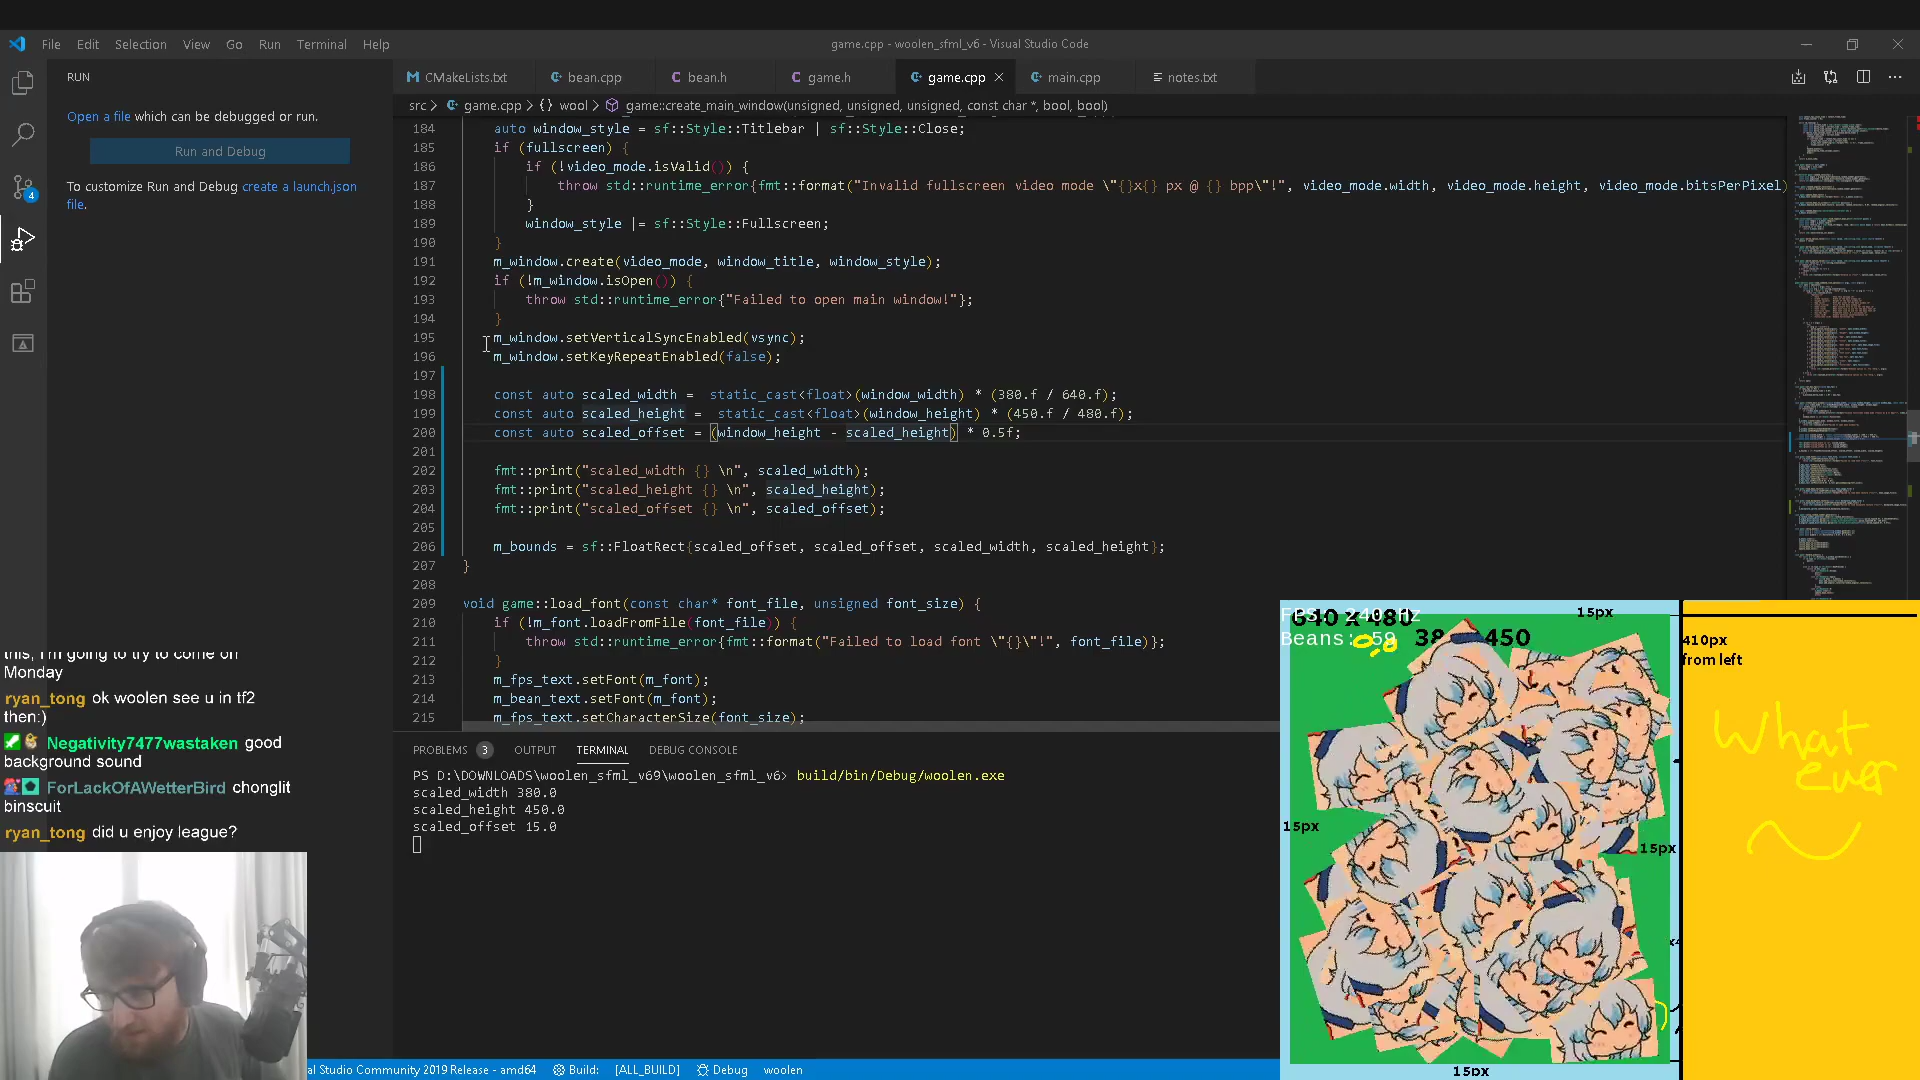 File Edit Selection View Go Run Terminal Help
game.cpp - woolen_sfml_v6 - Visual Studio Code
RUN
CMakeLists.txt bean.cpp bean.h game.h game.cpp main.cpp notes.txt
src > game.cpp > {} wool > game::create_main_window(unsigned, unsigned, unsigned, const char *, bool, bool)
Open a file which can be debugged or run.
Run and Debug
To customize Run and Debug create a launch.json
file.
4
184 auto window_style = sf::Style::Titlebar | sf::Style::Close;
185 if (fullscreen) {
186 if (!video_mode.isValid()) {
187 throw std::runtime_error{fmt::format("Invalid fullscreen video mode \"{}x{} px @ {} bpp\"!", video_mode.width, video_mode.height, video_mode.bitsPerPixel)
188 }
189 window_style |= sf::Style::Fullscreen;
190 }
191 m_window.create(video_mode, window_title, window_style);
192 if (!m_window.isOpen()) {
193 throw std::runtime_error{"Failed to open main window!"};
194 }
195 m_window.setVerticalSyncEnabled(vsync);
196 m_window.setKeyRepeatEnabled(false);
197
198 const auto scaled_width =  static_cast<float>(window_width) * (380.f / 640.f);
199 const auto scaled_height =  static_cast<float>(window_height) * (450.f / 480.f);
200 const auto scaled_offset = (window_height - scaled_height) * 0.5f;
201
202 fmt::print("scaled_width {} \n", scaled_width);
203 fmt::print("scaled_height {} \n", scaled_height);
204 fmt::print("scaled_offset {} \n", scaled_offset);
205
206 m_bounds = sf::FloatRect{scaled_offset, scaled_offset, scaled_width, scaled_height};
207 }
208
209 void game::load_font(const char* font_file, unsigned font_size) {
210 if (!m_font.loadFromFile(font_file)) {
211 throw std::runtime_error{fmt::format("Failed to load font \"{}\"!", font_file)};
212 }
213 m_fps_text.setFont(m_font);
214 m_bean_text.setFont(m_font);
215 m_fps_text.setCharacterSize(font_size);
PROBLEMS 3 OUTPUT TERMINAL DEBUG CONSOLE
PS D:\DOWNLOADS\woolen_sfml_v69\woolen_sfml_v6> build/bin/Debug/woolen.exe
scaled_width 380.0
scaled_height 450.0
scaled_offset 15.0
this, I'm going to try to come on
Monday
ryan_tong ok woolen see u in tf2
then:)
Negativity7477wastaken good
background sound
ForLackOfAWetterBird chonglit
binscuit
ryan_tong did u enjoy league?
FPS: 240 Hz
640 x 480
15px
Beans: 59
0,0
450
410px
from left
What
ever
15px
15px
15px
al Studio Community 2019 Release - amd64 Build: [ALL_BUILD] Debug woolen